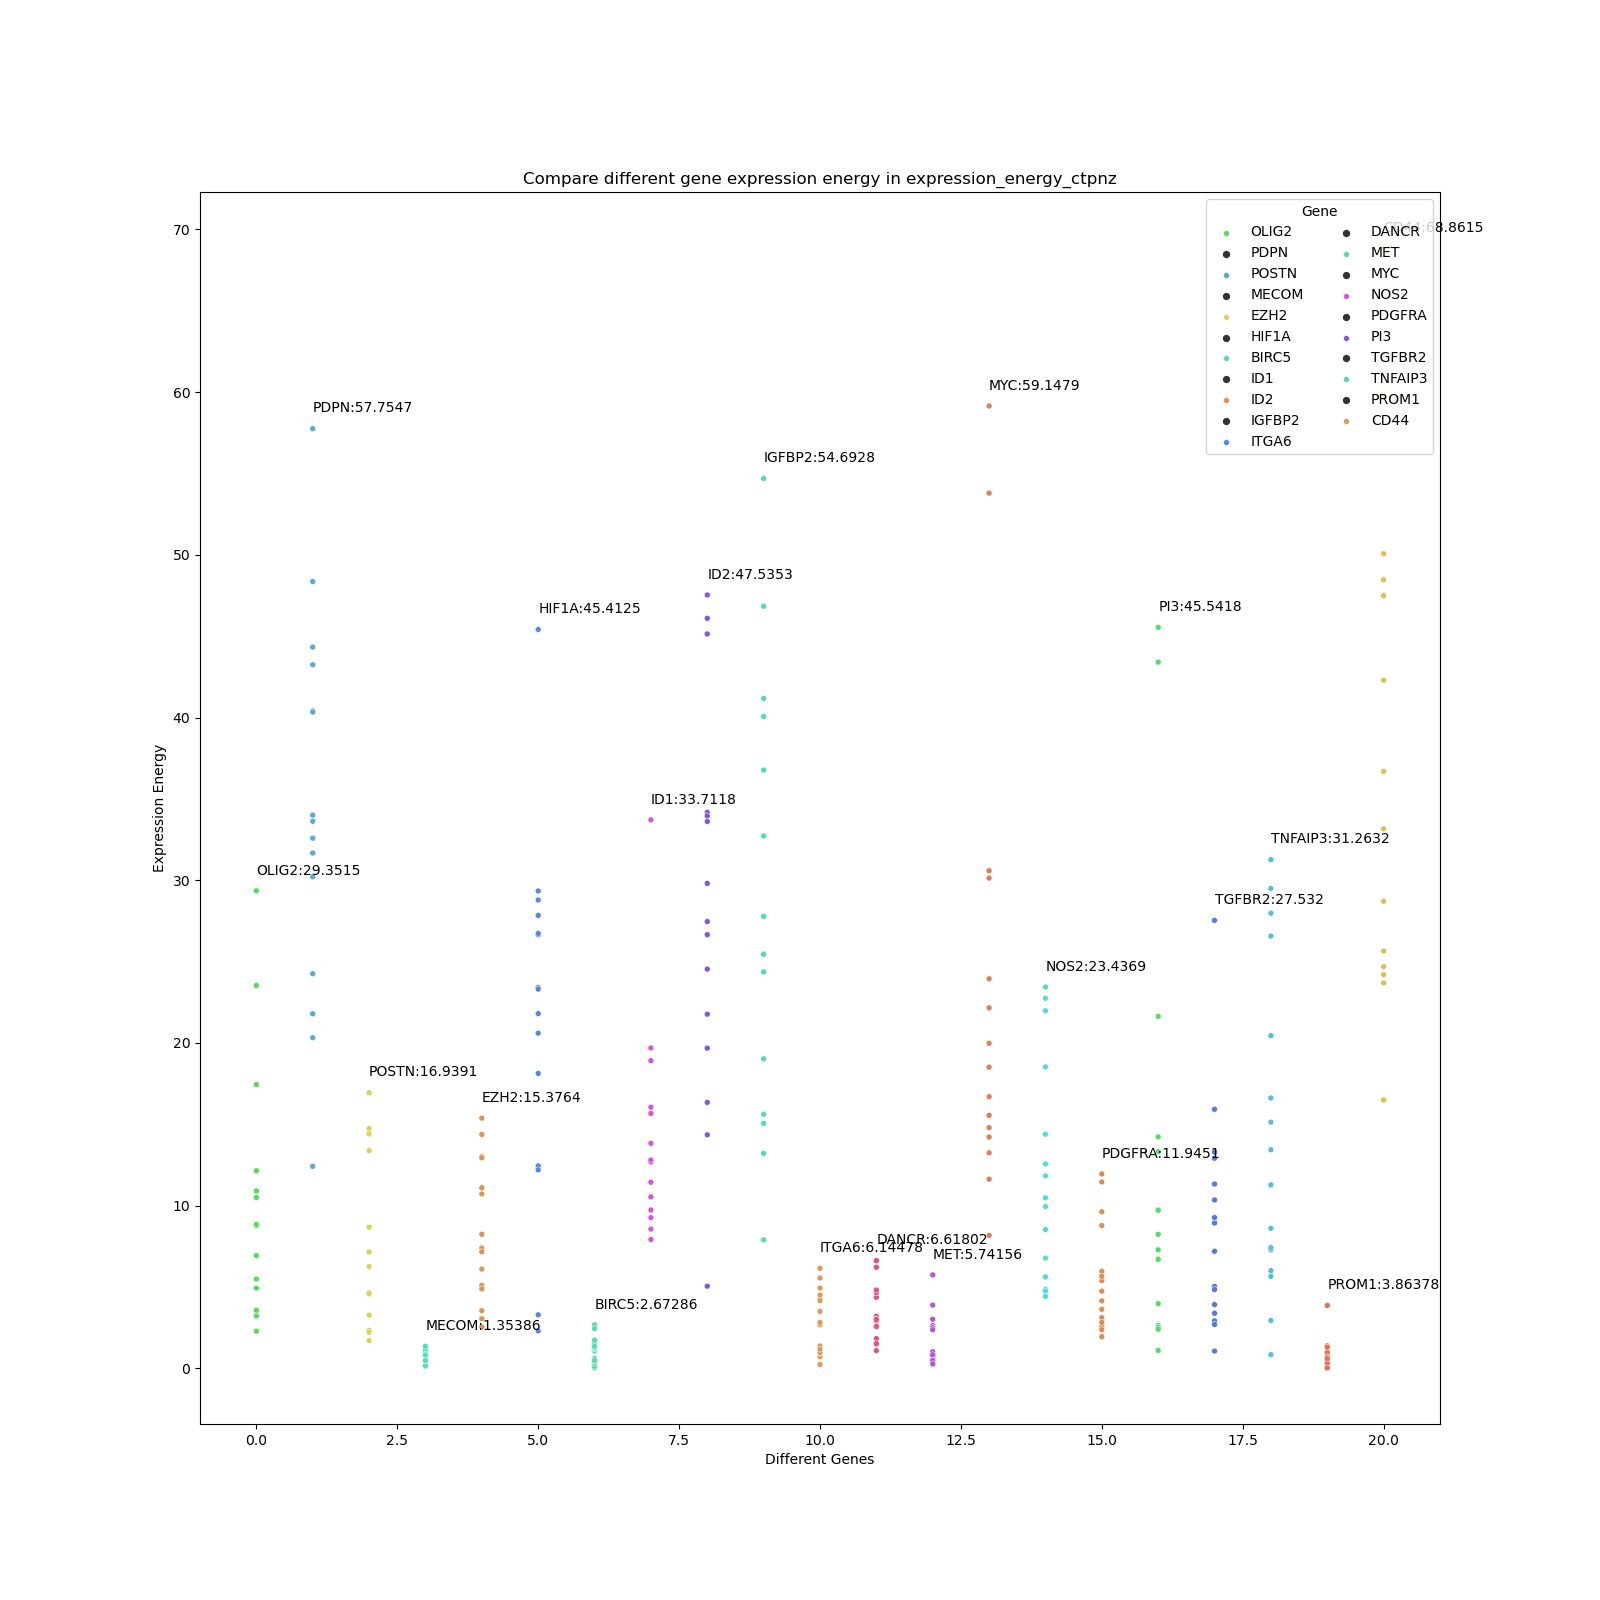 Compare different gene expression energy in expression_energy_ctpnz
Gene
OLIG2
PDPN
POSTN
MECOM
EZH2
HIF1A
BIRC5
ID1
ID2
IGFBP2
ITGA6
DANCR
MET
MYC
NOS2
PDGFRA
PI3
TGFBR2
TNFAIP3
PROM1
CD44
CD44:68.8615
MYC:59.1479
PDPN:57.7547
IGFBP2:54.6928
ID2:47.5353
HIF1A:45.4125
PI3:45.5418
ID1:33.7118
OLIG2:29.3515
TNFAIP3:31.2632
TGFBR2:27.532
NOS2:23.4369
POSTN:16.9391
EZH2:15.3764
PDGFRA:11.9451
DANCR:6.61802
ITGA6:6.14478
MET:5.74156
PROM1:3.86378
BIRC5:2.67286
MECOM:1.35386
Expression Energy
70
60
50
40
30
20
10
0
0.0 2.5 5.0 7.5 10.0 12.5 15.0 17.5 20.0
Different Genes